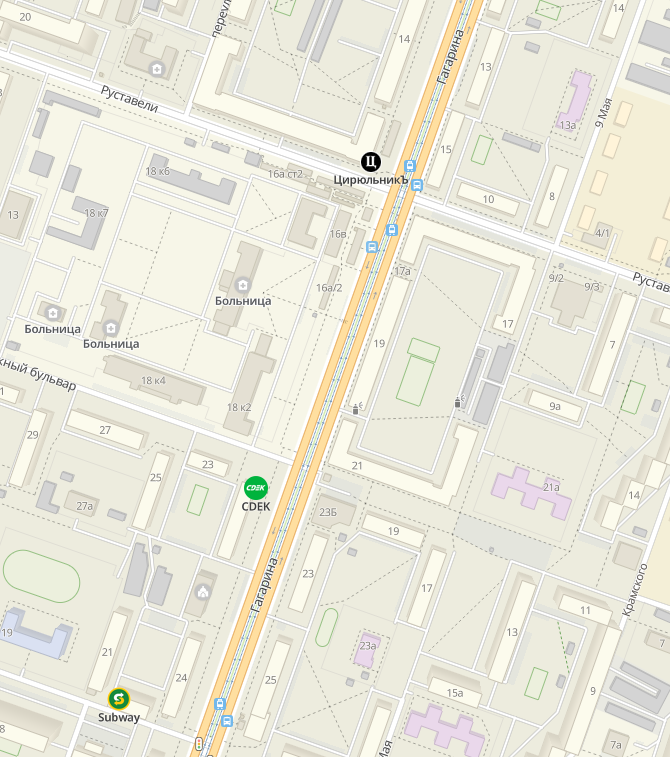 20
переул
14
14
Гагарина
13
13а
9 Мая
Руставели
15
ЦирюльникЪ
18 к6
16а ст2
18 к7
13
10
8
4/1
16в
17а
Руставе
9/2
9/3
16а/2
Больница
Больница
Больница
17
19
7
жный бульвар
18 к4
18 к2
9а
27
29
23
21
25
CDEK
CDEK
21а
14
27а
23Б
19
23
17
Крамского
Гагарина
11
19
21
13
23а
7
24
25
15а
9
Subway
8
Мая
7а